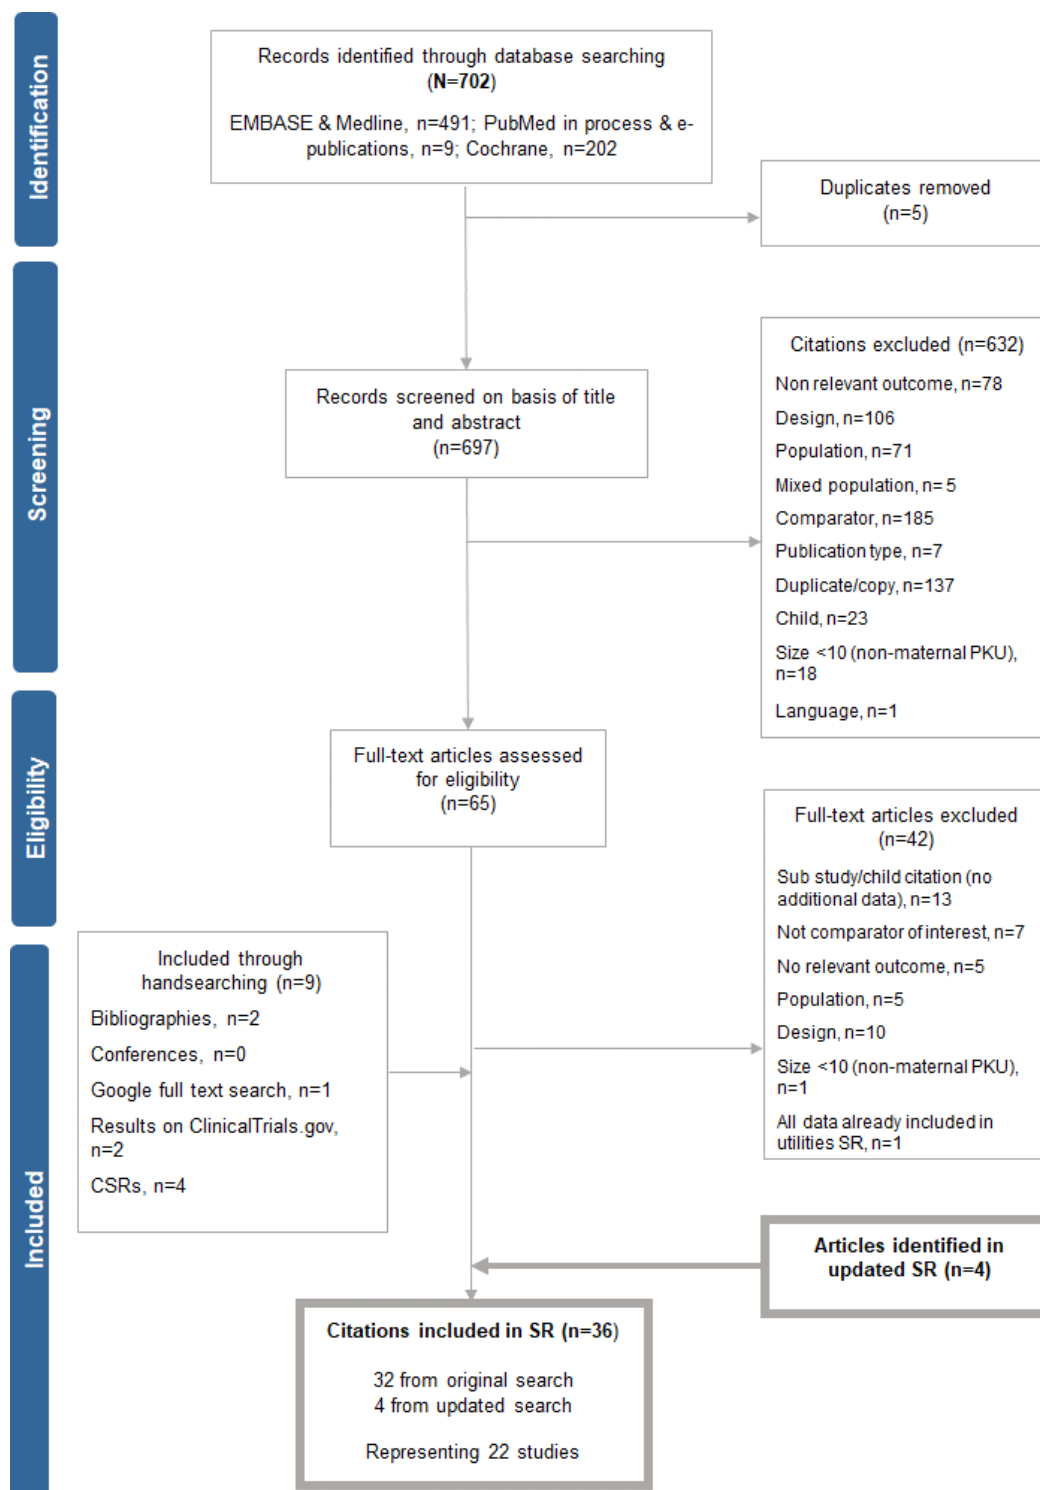 Identification
Records identified through database searching
(N=702)
EMBASE & Medline, n=491; PubMed in process & e-
publications, n=9; Cochrane, n=202
Duplicates removed
(n=5)
Screening
Records screened on basis of title
and abstract
(n=697)
Citations excluded (n=632)
Non relevant outcome, n=78
Design, n=106
Population, n=71
Mixed population, n= 5
Comparator, n=185
Publication type, n=7
Duplicate/copy, n=137
Child, n=23
Size <10 (non-maternal PKU),
n=18
Language, n=1
Eligibility
Full-text articles assessed
for eligibility
(n=65)
Full-text articles excluded
(n=42)
Sub study/child citation (no
additional data), n=13
Not comparator of interest, n=7
No relevant outcome, n=5
Population, n=5
Design, n=10
Size <10 (non-maternal PKU),
n=1
All data already included in
utilities SR, n=1
Included
Included through
handsearching (n=9)
Bibliographies, n=2
Conferences, n=0
Google full text search, n=1
Results on ClinicalTrials.gov,
n=2
CSRs, n=4
Articles identified in
updated SR (n=4)
Citations included in SR (n=36)
32 from original search
4 from updated search
Representing 22 studies